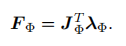 𝑭_Φ = 𝑱_Φ^T 𝝀_Φ.